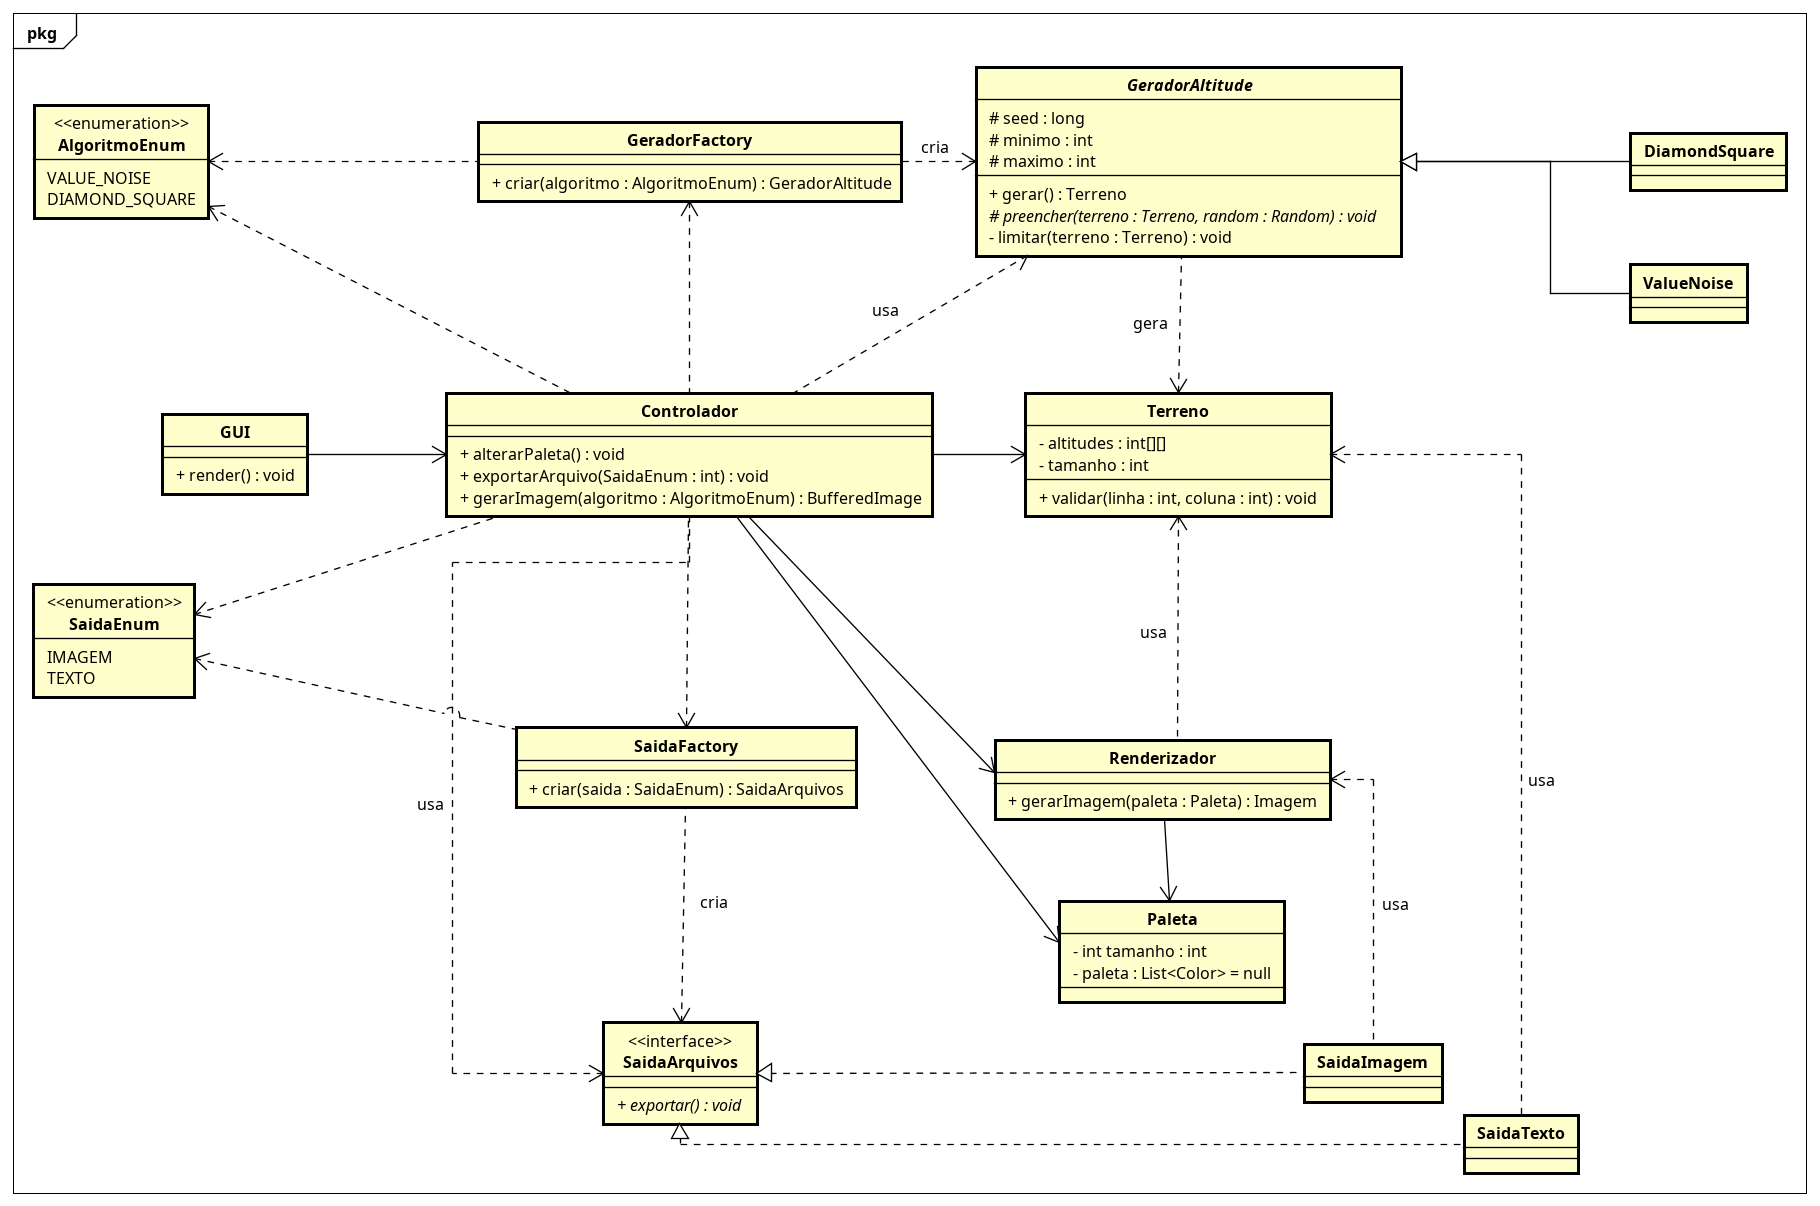 pkg
<<enumeration>>
AlgoritmoEnum
VALUE_NOISE
DIAMOND_SQUARE
GeradorFactory
+ criar(algoritmo : AlgoritmoEnum) : GeradorAltitude
cria
GeradorAltitude
# seed : long
# minimo : int
# maximo : int
+ gerar() : Terreno
# preencher(terreno : Terreno, random : Random) : void
- limitar(terreno : Terreno) : void
DiamondSquare
ValueNoise
usa
gera
GUI
+ render() : void
Controlador
+ alterarPaleta() : void
+ exportarArquivo(SaidaEnum : int) : void
+ gerarImagem(algoritmo : AlgoritmoEnum) : BufferedImage
Terreno
- altitudes : int[][]
- tamanho : int
+ validar(linha : int, coluna : int) : void
<<enumeration>>
SaidaEnum
IMAGEM
TEXTO
usa
SaidaFactory
+ criar(saida : SaidaEnum) : SaidaArquivos
Renderizador
+ gerarImagem(paleta : Paleta) : Imagem
usa
usa
cria
usa
Paleta
- int tamanho : int
- paleta : List<Color> = null
<<interface>>
SaidaArquivos
+ exportar() : void
SaidaImagem
SaidaTexto